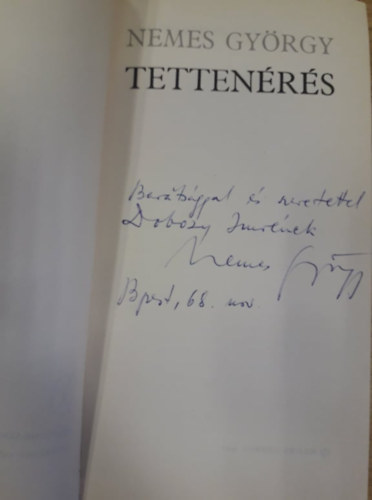 NEMES GYÖRGY
TETTENÉRÉS
Barátsággal és szeretettel
Dobozy Imrének
Nemes György
Bpest, 68. nov.